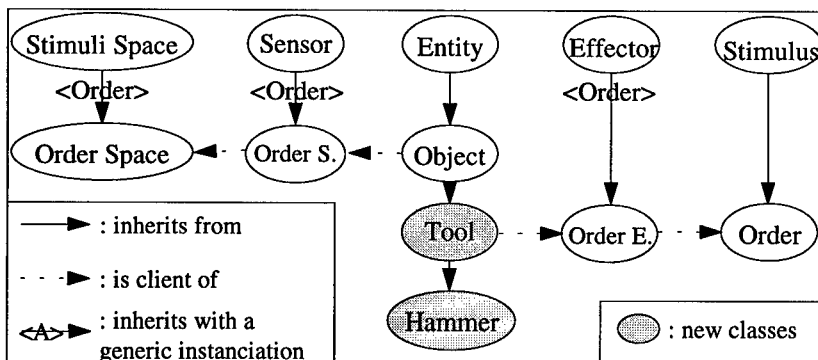 Stimuli Space
Sensor
Entity
Effector
Stimulus
<Order>
<Order>
<Order>
Order Space
Order S.
Object
Tool
Order E.
Order
Hammer
: inherits from
: is client of
<A> : inherits with a
generic instanciation
: new classes